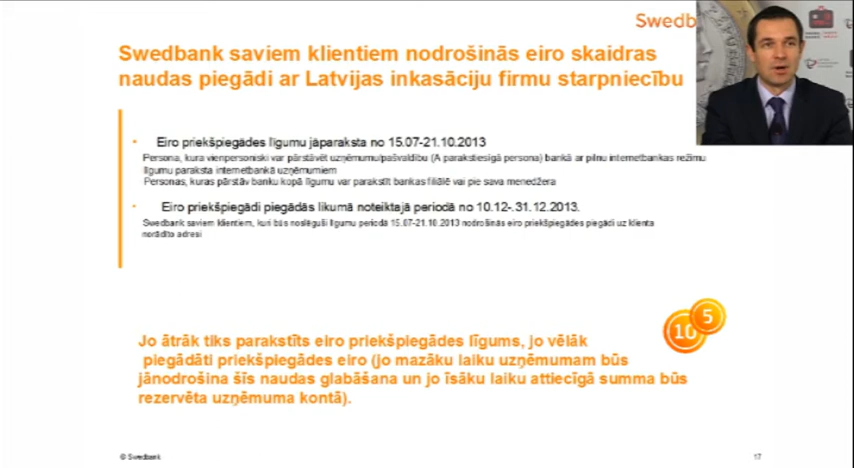 Swedb
Swedbank saviem klientiem nodrošinās eiro skaidras
naudas piegādi ar Latvijas inkasāciju firmu starpniecību
• Eiro priekšpiegādes līgumu jāparaksta no 15.07-21.10.2013
Persona, kura vienpersoniski var pārstāvēt uzņēmumu/pašvaldību (A parakstiesīgā persona) bankā ar pilnu internetbankas režīmu
līgumu paraksta internetbankā uzņēmumiem
Personas, kuras pārstāv banku kopā līgumu var parakstīt bankas filiālē vai pie sava menedžera
• Eiro priekšpiegādi piegādās likumā noteiktajā periodā no 10.12-.31.12.2013.
Swedbank saviem klientiem, kuri būs noslēguši līgumu periodā 15.07-21.10.2013 nodrošinās eiro priekšpiegādes piegādi uz klienta
norādīto adresi
10 5
Jo ātrāk tiks parakstīts eiro priekšpiegādes līgums, jo vēlāk
piegādāti priekšpiegādes eiro (jo mazāku laiku uzņēmumam būs
jānodrošina šīs naudas glabāšana un jo īsāku laiku attiecīgā summa būs
rezervēta uzņēmuma kontā).
© Swedbank
17